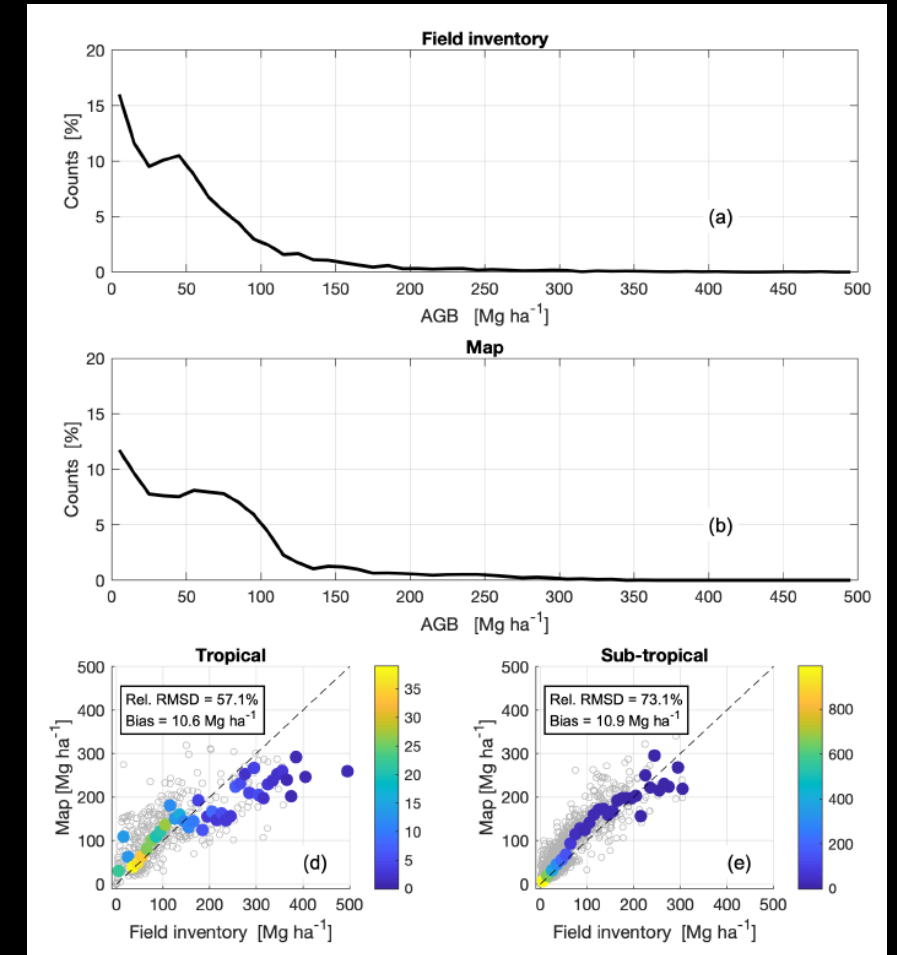 Field inventory
20
15
10
5
0
Counts [%]
(a)
0 50 100 150 200 250 300 350 400 450 500
AGB [Mg ha⁻¹]
Map
20
15
10
5
0
Counts [%]
(b)
0 50 100 150 200 250 300 350 400 450 500
AGB [Mg ha⁻¹]
Tropical
500
400
300
200
100
0
Map [Mg ha⁻¹]
Rel. RMSD = 57.1%
Bias = 10.6 Mg ha⁻¹
(d)
0 100 200 300 400 500
Field inventory [Mg ha⁻¹]
35
30
25
20
15
10
5
0
Sub-tropical
500
400
300
200
100
0
Map [Mg ha⁻¹]
Rel. RMSD = 73.1%
Bias = 10.9 Mg ha⁻¹
(e)
0 100 200 300 400 500
Field inventory [Mg ha⁻¹]
800
600
400
200
0